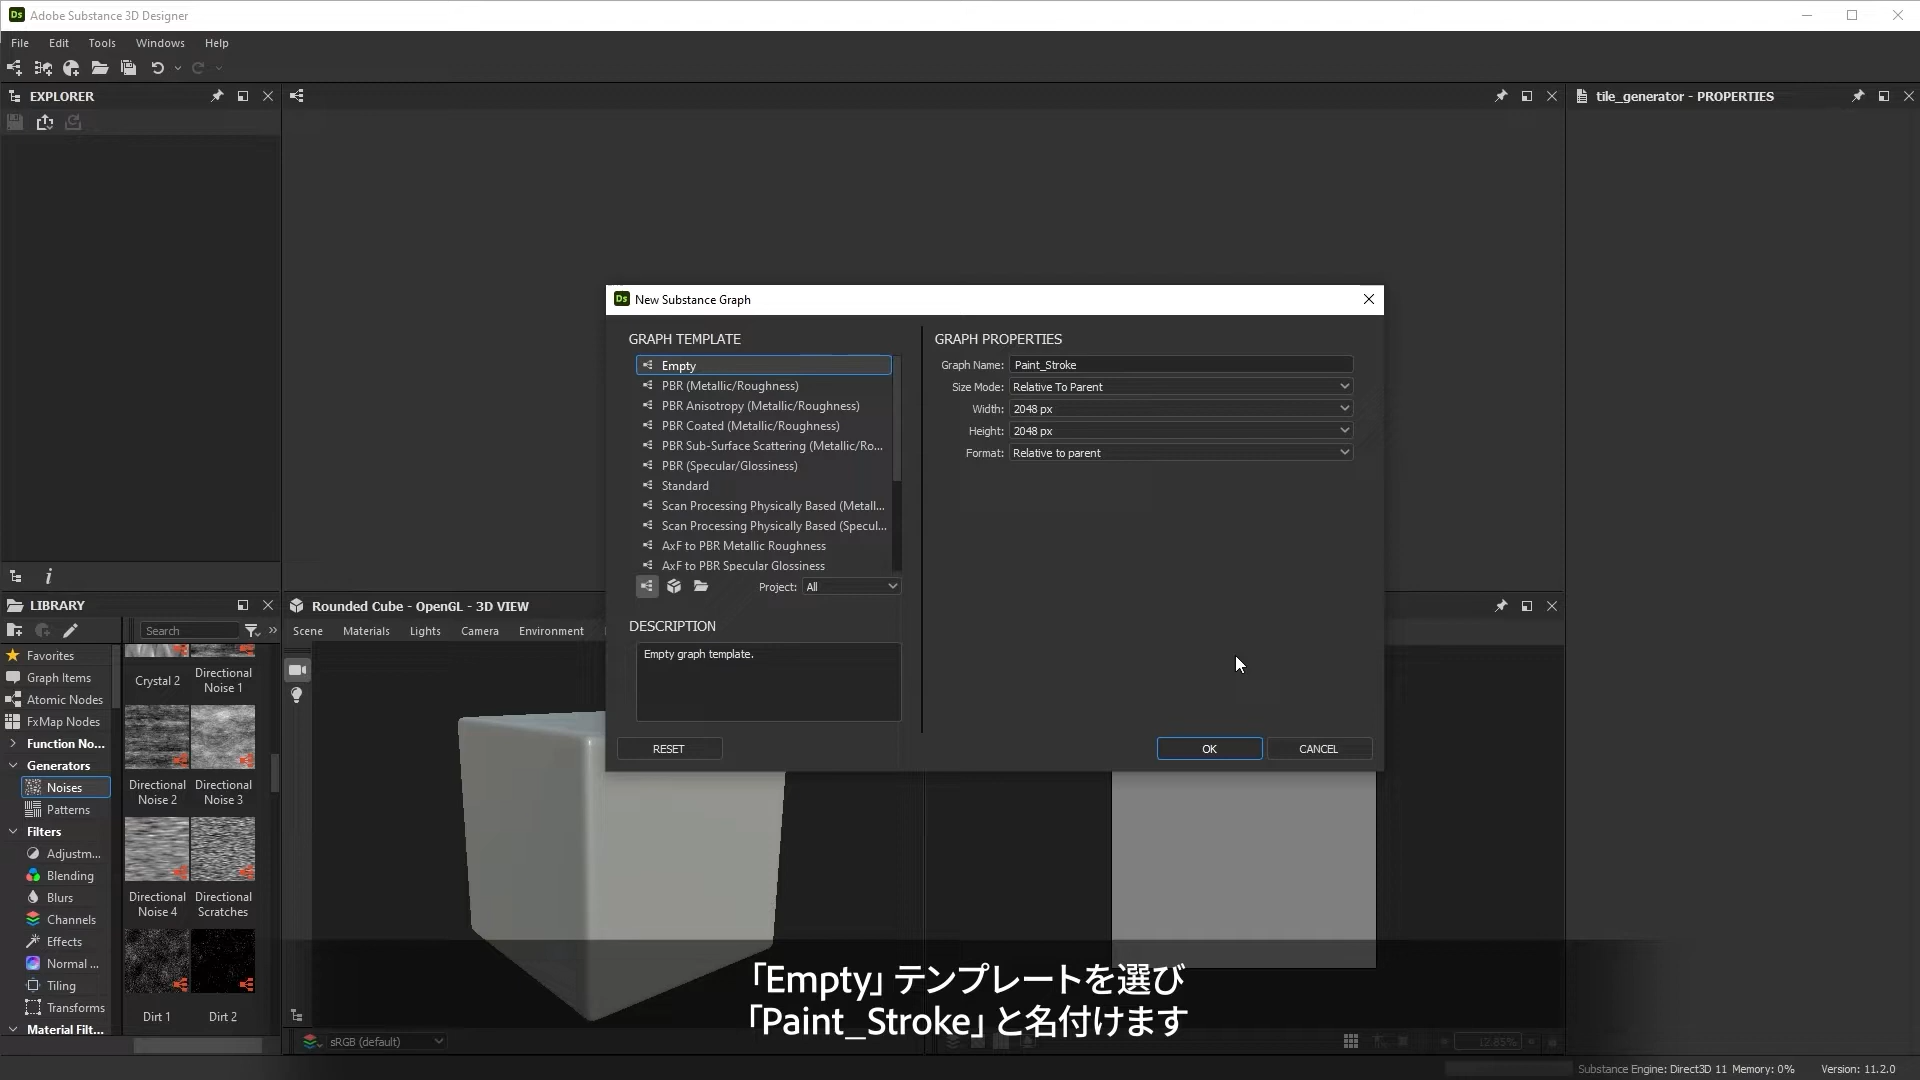 Ds Adobe Substance 3D Designer
File Edit Tools Windows Help
EXPLORER
tile_generator - PROPERTIES
Ds New Substance Graph
GRAPH TEMPLATE
Empty
PBR (Metallic/Roughness)
PBR Anisotropy (Metallic/Roughness)
PBR Coated (Metallic/Roughness)
PBR Sub-Surface Scattering (Metallic/Ro...
PBR (Specular/Glossiness)
Standard
Scan Processing Physically Based (Metall...
Scan Processing Physically Based (Specul...
AxF to PBR Metallic Roughness
AxF to PBR Specular Glossiness
Project: All
DESCRIPTION
Empty graph template.
RESET
GRAPH PROPERTIES
Graph Name: Paint_Stroke
Size Mode: Relative To Parent
Width: 2048 px
Height: 2048 px
Format: Relative to parent
OK CANCEL
LIBRARY
Search
Favorites
Graph Items
Atomic Nodes
FxMap Nodes
Function No...
Generators
Noises
Patterns
Filters
Adjustm...
Blending
Blurs
Channels
Effects
Normal ...
Tiling
Transforms
Material Filt...
Crystal 2
Directional
Noise 1
Directional
Noise 2
Directional
Noise 3
Directional
Noise 4
Directional
Scratches
Dirt 1
Dirt 2
Rounded Cube - OpenGL - 3D VIEW
Scene Materials Lights Camera Environment
sRGB (default)
12.85%
「Empty」テンプレートを選び
「Paint_Stroke」と名付けます
Substance Engine: Direct3D 11 Memory: 0% Version: 11.2.0